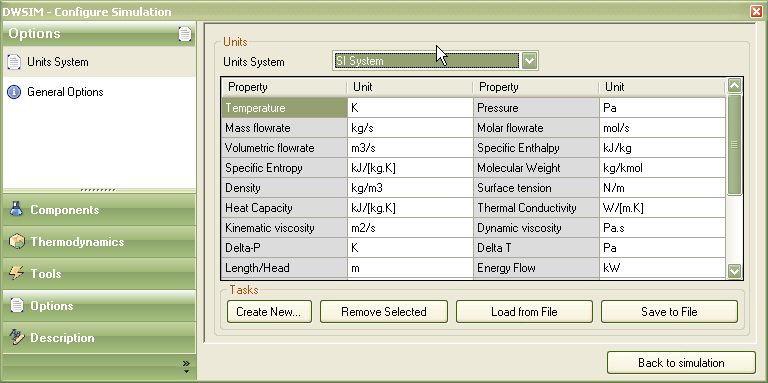 DWSIM - Configure Simulation
Options
Units System
General Options
Components
Thermodynamics
Tools
Options
Description
»
Units
Units System SI System
Property Unit Property Unit
Temperature K Pressure Pa
Mass flowrate kg/s Molar flowrate mol/s
Volumetric flowrate m3/s Specific Enthalpy kJ/kg
Specific Entropy kJ/[kg.K] Molecular Weight kg/kmol
Density kg/m3 Surface tension N/m
Heat Capacity kJ/[kg.K] Thermal Conductivity W/[m.K]
Kinematic viscosity m2/s Dynamic viscosity Pa.s
Delta-P K Delta T Pa
Length/Head m Energy Flow kW
Tasks
Create New... Remove Selected Load from File Save to File
Back to simulation